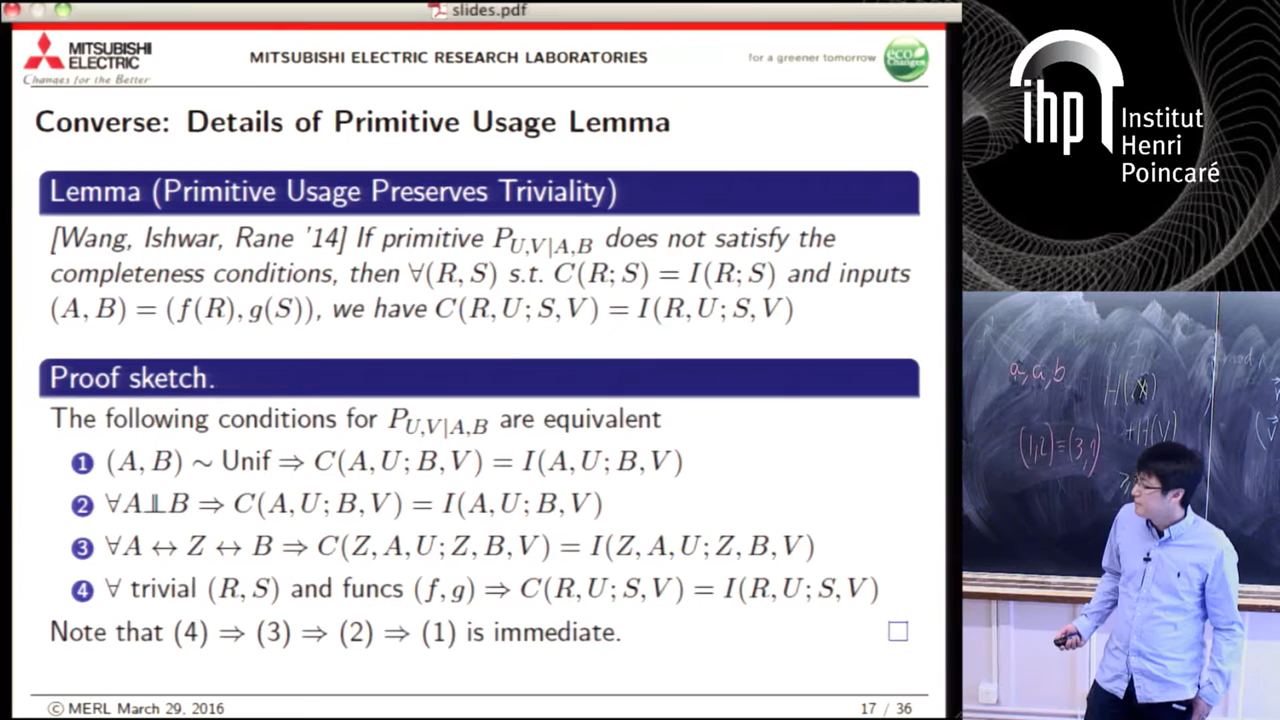 slides.pdf
MITSUBISHI ELECTRIC
Changes for the Better
MITSUBISHI ELECTRIC RESEARCH LABORATORIES
for a greener tomorrow
eco Changes
Converse: Details of Primitive Usage Lemma
Lemma (Primitive Usage Preserves Triviality)
[Wang, Ishwar, Rane '14] If primitive P_{U,V|A,B} does not satisfy the
completeness conditions, then ∀(R, S) s.t. C(R; S) = I(R; S) and inputs
(A, B) = (f(R), g(S)), we have C(R, U; S, V) = I(R, U; S, V)
Proof sketch.
The following conditions for P_{U,V|A,B} are equivalent
1 (A, B) ∼ Unif ⇒ C(A, U; B, V) = I(A, U; B, V)
2 ∀A⫫B ⇒ C(A, U; B, V) = I(A, U; B, V)
3 ∀A ↔ Z ↔ B ⇒ C(Z, A, U; Z, B, V) = I(Z, A, U; Z, B, V)
4 ∀ trivial (R, S) and funcs (f, g) ⇒ C(R, U; S, V) = I(R, U; S, V)
Note that (4) ⇒ (3) ⇒ (2) ⇒ (1) is immediate.
© MERL March 29, 2016
17 / 36
ihp
Institut
Henri
Poincaré
a, a, b
H(X)
+H(V)